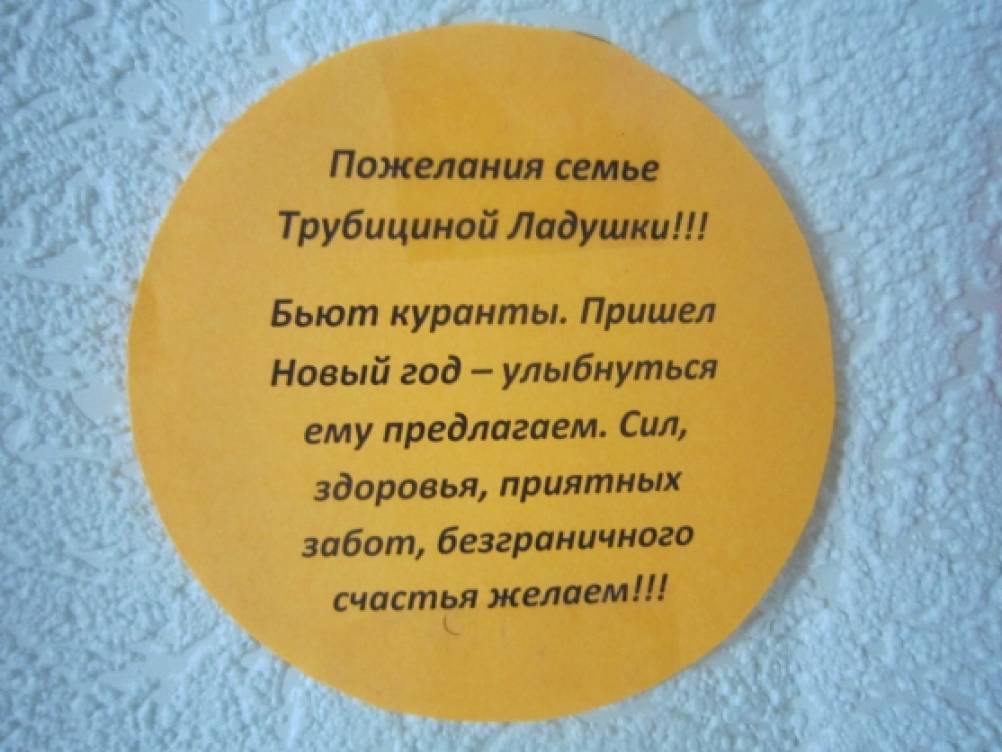 Пожелания семье
Трубициной Ладушки!!!
Бьют куранты. Пришел
Новый год – улыбнуться
ему предлагаем. Сил,
здоровья, приятных
забот, безграничного
счастья желаем!!!